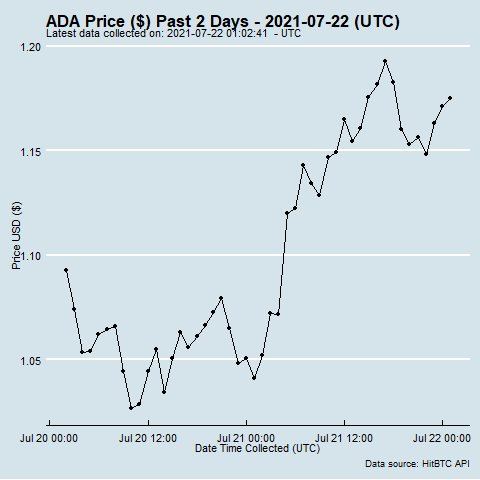 ADA Price ($) Past 2 Days - 2021-07-22 (UTC)
Latest data collected on: 2021-07-22 01:02:41  - UTC
1.20
1.15
1.10
1.05
Price USD ($)
Jul 20 00:00 Jul 20 12:00 Jul 21 00:00 Jul 21 12:00 Jul 22 00:00
Date Time Collected (UTC)
Data source: HitBTC API